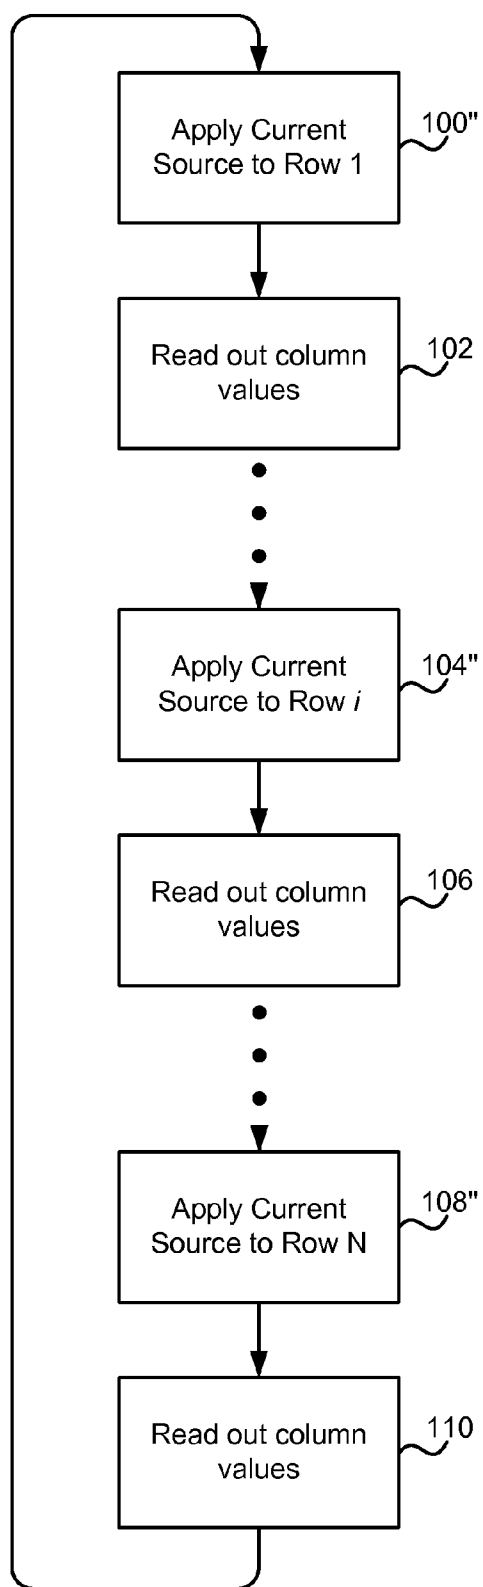 Apply Current
Source to Row 1
100"
Read out column
values
102
Apply Current
Source to Row i
104"
Read out column
values
106
Apply Current
Source to Row N
108"
Read out column
values
110